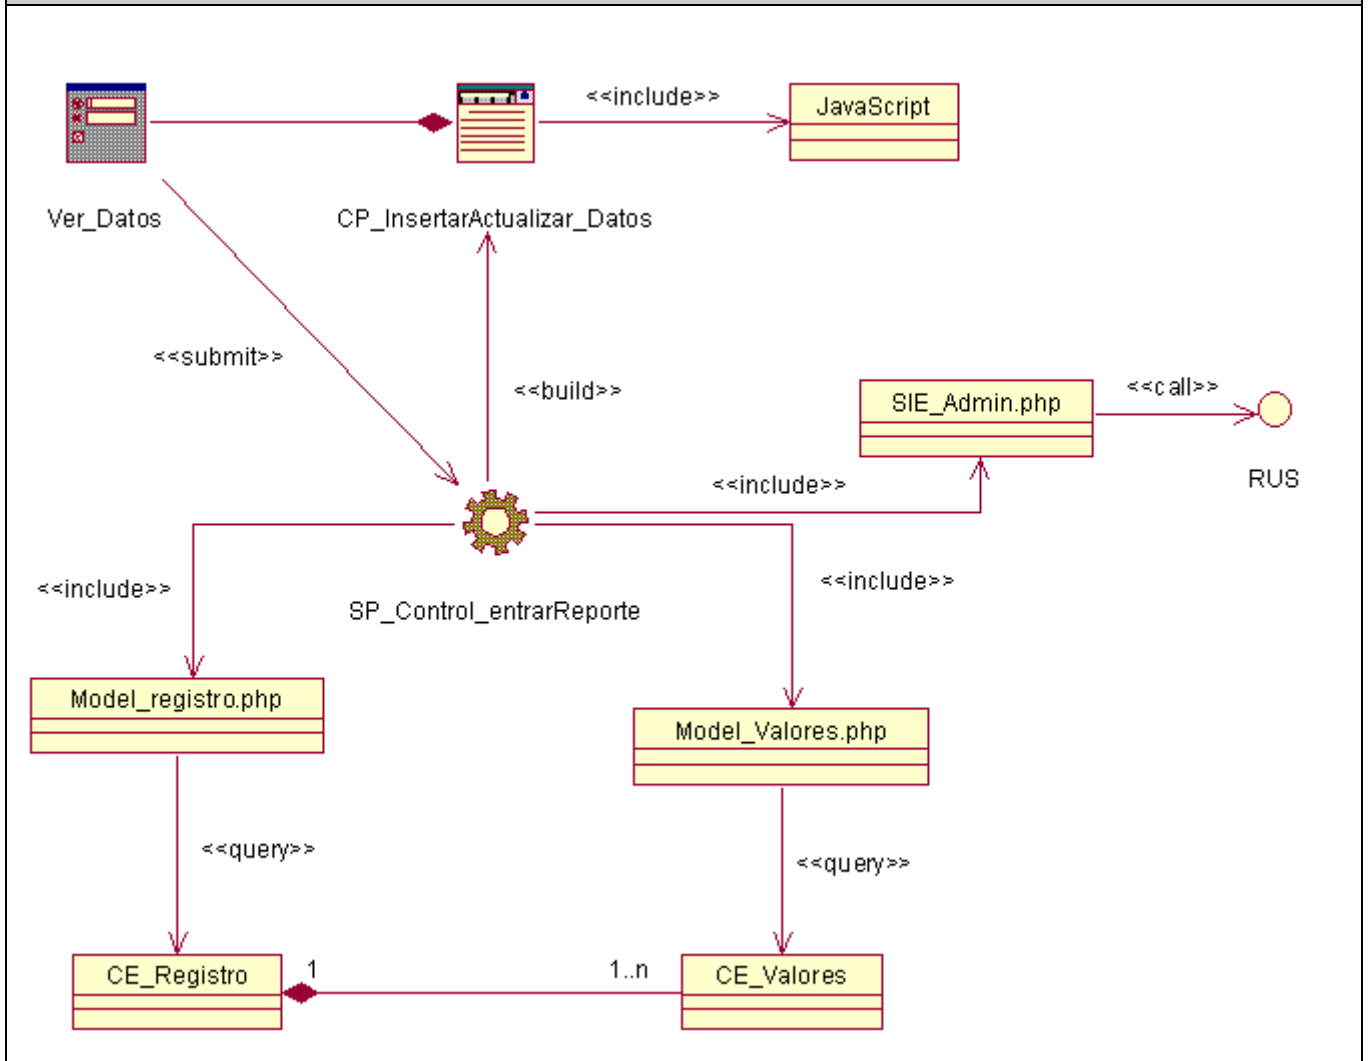 <<include>>
JavaScript
Ver_Datos
CP_InsertarActualizar_Datos
<<submit>>
<<build>>
SIE_Admin.php
<<call>>
RUS
<<include>>
<<include>>
<<include>>
SP_Control_entrarReporte
Model_registro.php
Model_Valores.php
<<query>>
<<query>>
CE_Registro
1
1..n
CE_Valores